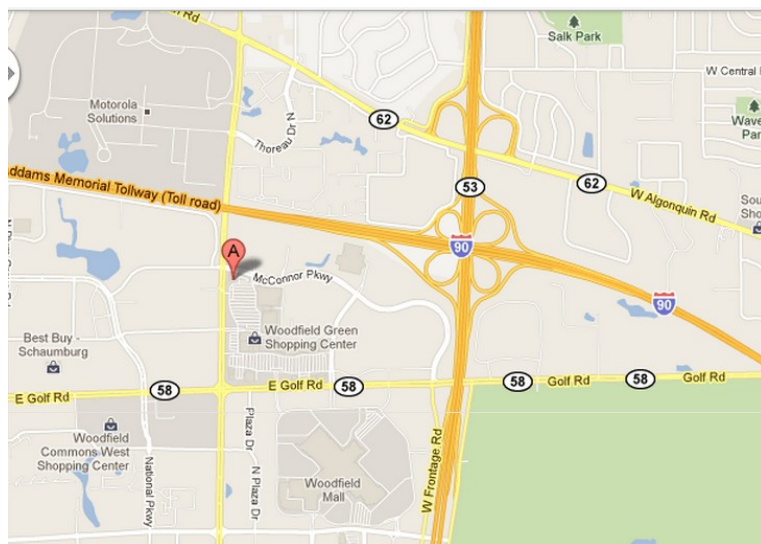 Golf Rd
Salk Park
W Central
Motorola
Solutions
Thoreau Dr N
62
Wave
Park
ddams Memorial Tollway (Toll road)
53
62
W Algonquin Rd
Sou
Sho
90
A
McConnor Pkwy
90
Best Buy -
Schaumburg
Woodfield Green
Shopping Center
E Golf Rd
58
E Golf Rd
58
58
Golf Rd
58
Golf Rd
Plaza Dr
Woodfield
Commons West
Shopping Center
National Pkwy
N Plaza Dr
Woodfield
Mall
W Frontage Rd